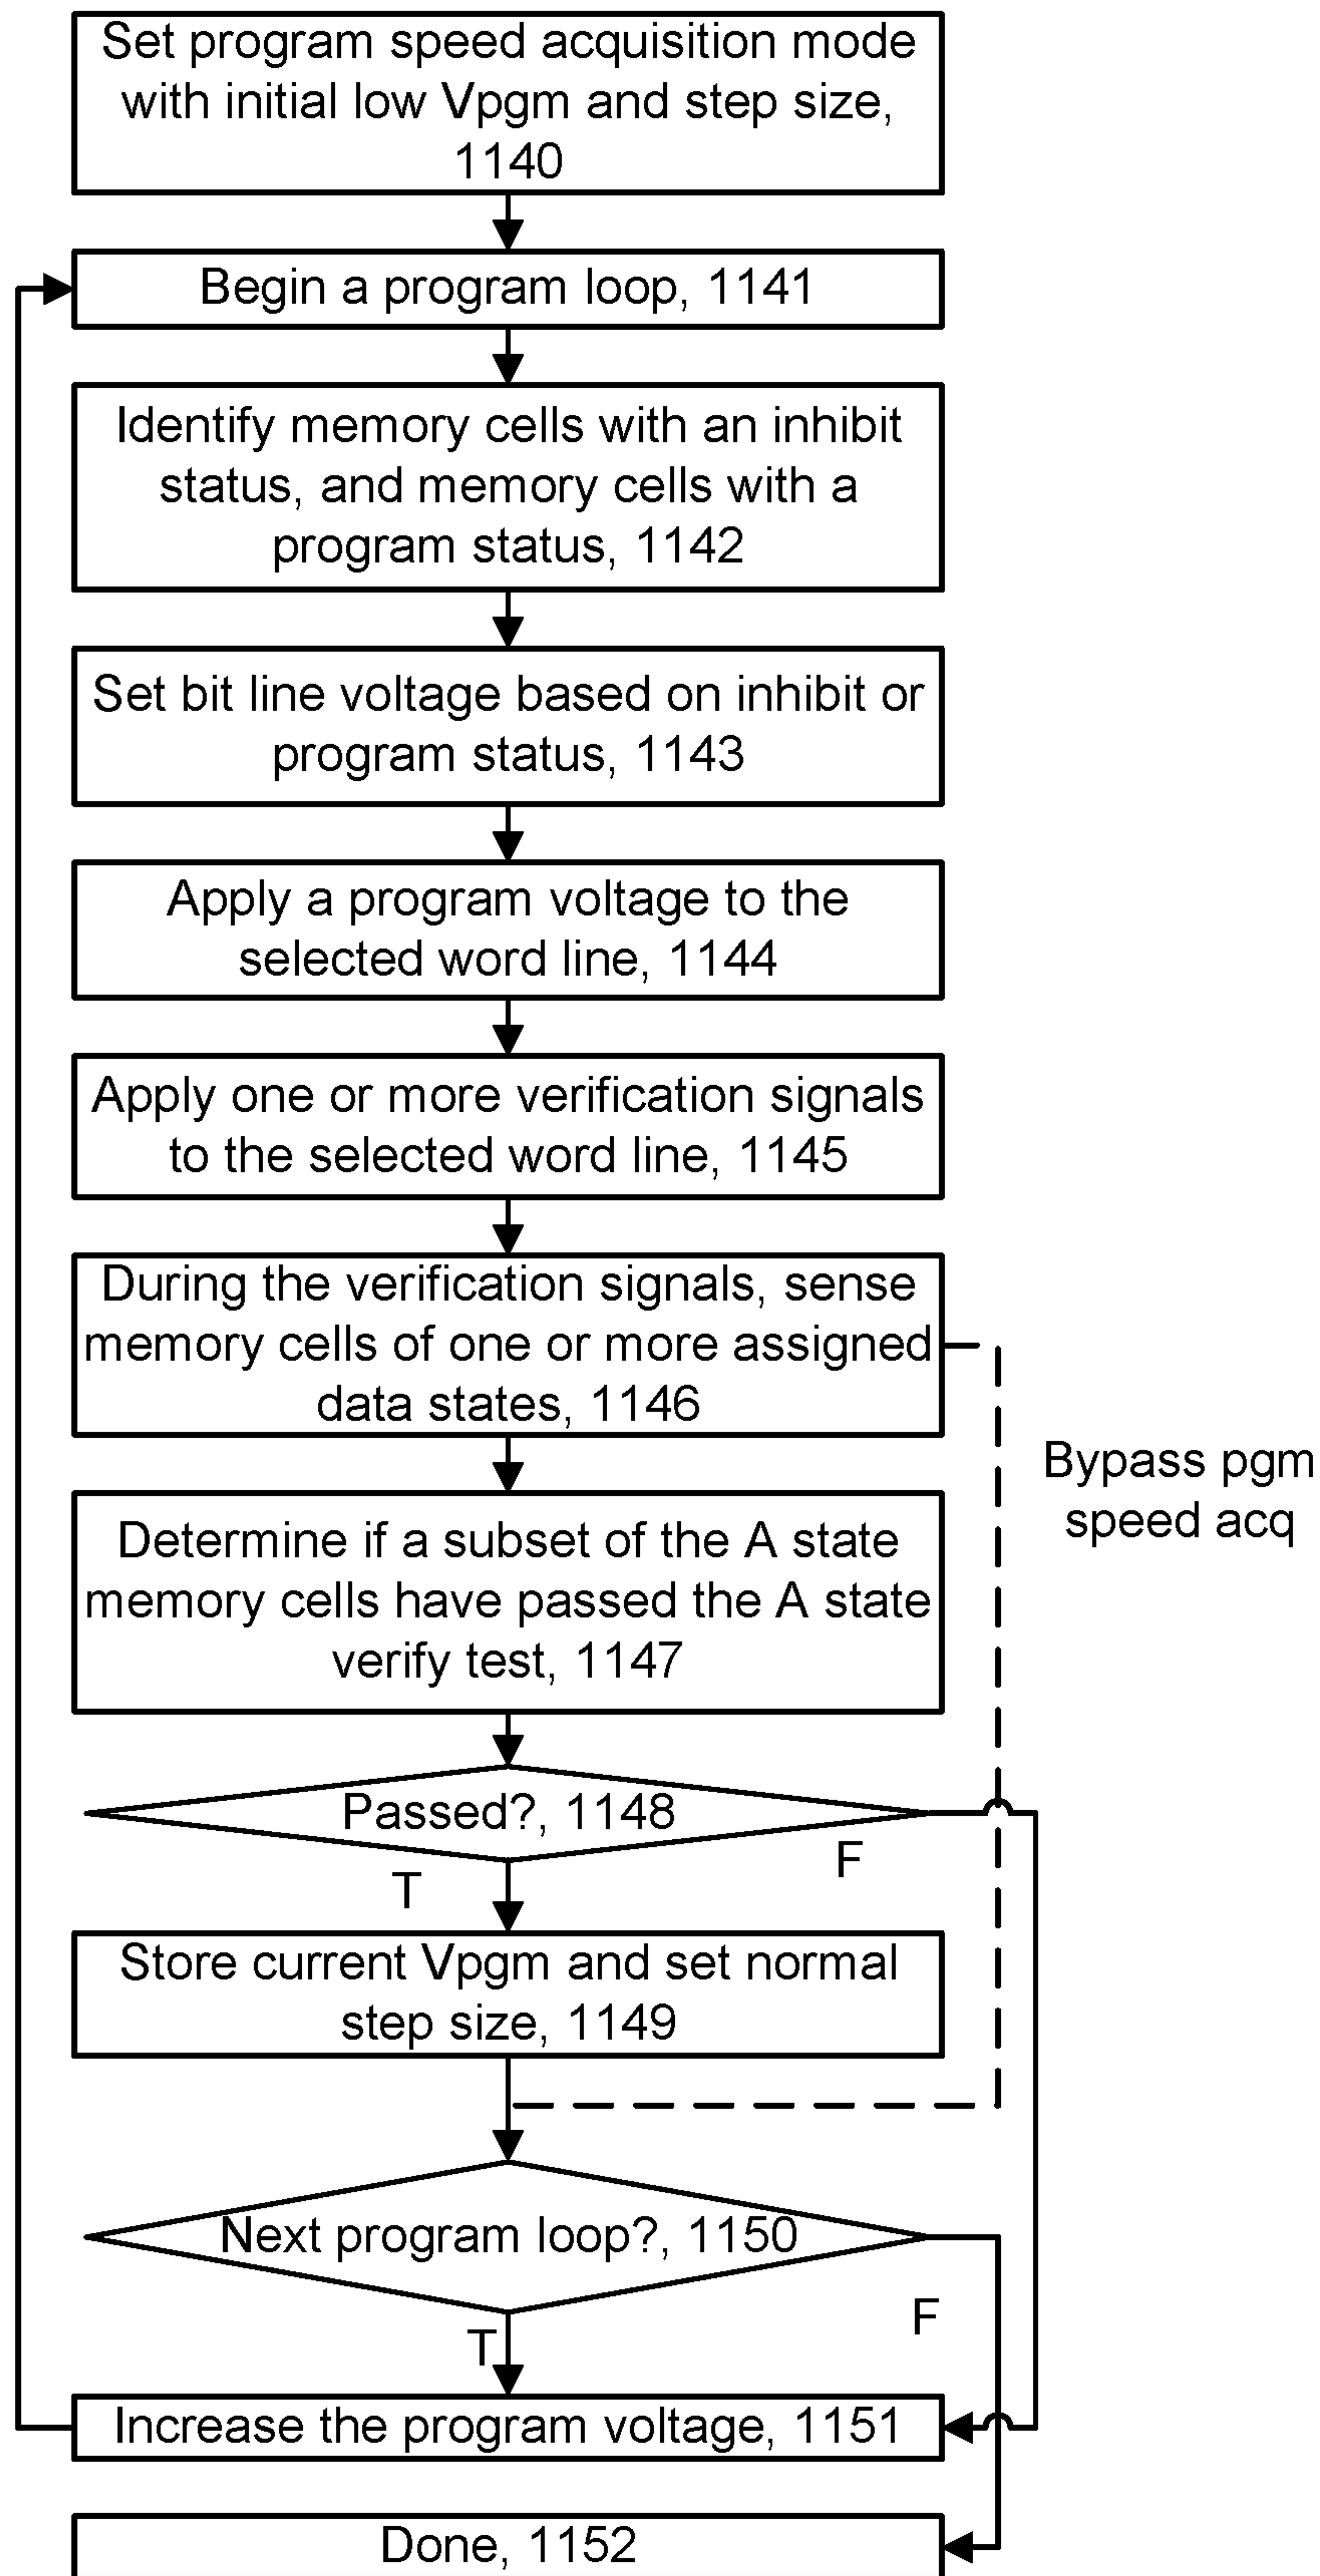 Set program speed acquisition mode
with initial low Vpgm and step size,
1140
Begin a program loop, 1141
Identify memory cells with an inhibit
status, and memory cells with a
program status, 1142
Set bit line voltage based on inhibit or
program status, 1143
Apply a program voltage to the
selected word line, 1144
Apply one or more verification signals
to the selected word line, 1145
During the verification signals, sense
memory cells of one or more assigned
data states, 1146
Bypass pgm
speed acq
Determine if a subset of the A state
memory cells have passed the A state
verify test, 1147
Passed?, 1148
F
T
Store current Vpgm and set normal
step size, 1149
Next program loop?, 1150
F
T
Increase the program voltage, 1151
Done, 1152